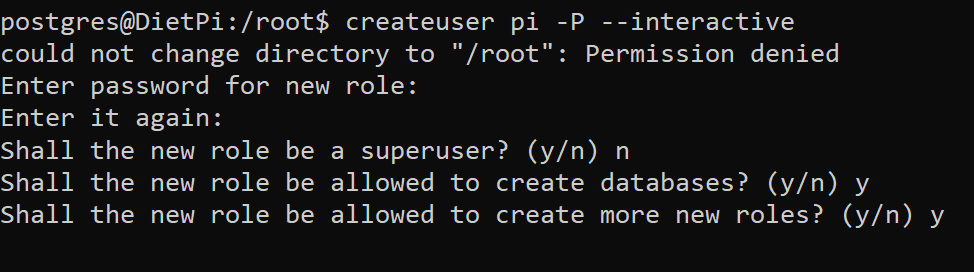 postgres@DietPi:/root$ createuser pi -P --interactive
could not change directory to "/root": Permission denied
Enter password for new role:
Enter it again:
Shall the new role be a superuser? (y/n) n
Shall the new role be allowed to create databases? (y/n) y
Shall the new role be allowed to create more new roles? (y/n) y